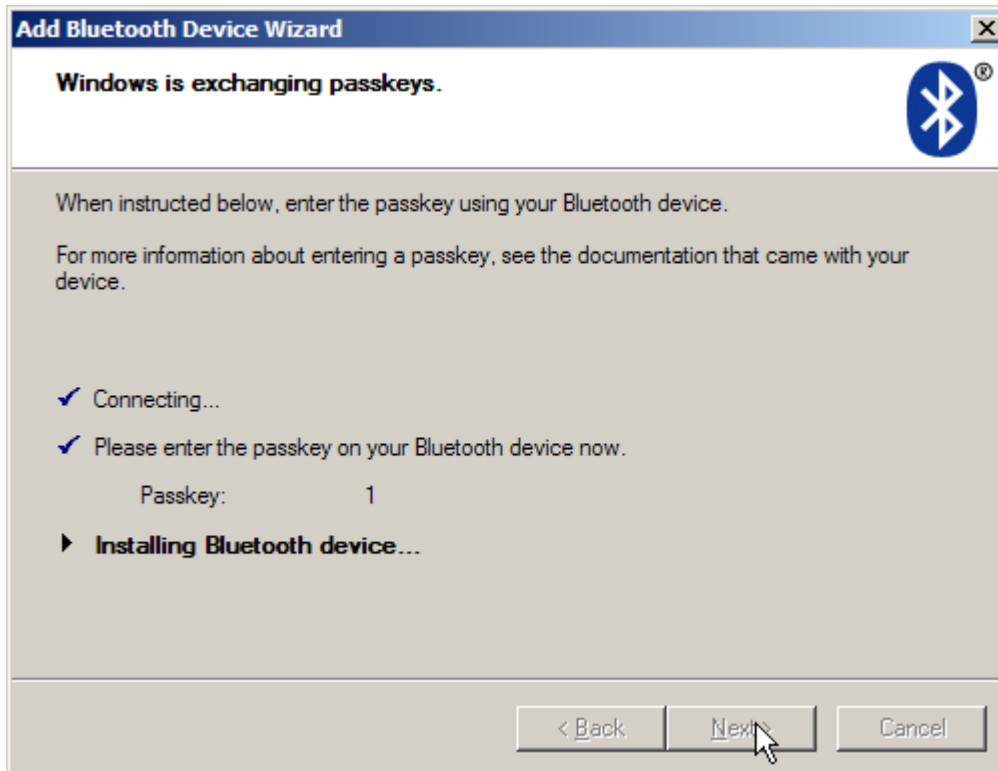 Add Bluetooth Device Wizard
Windows is exchanging passkeys.
®
When instructed below, enter the passkey using your Bluetooth device.
For more information about entering a passkey, see the documentation that came with your
device.
Connecting...
Please enter the passkey on your Bluetooth device now.
Passkey: 1
Installing Bluetooth device...
< Back Next > Cancel